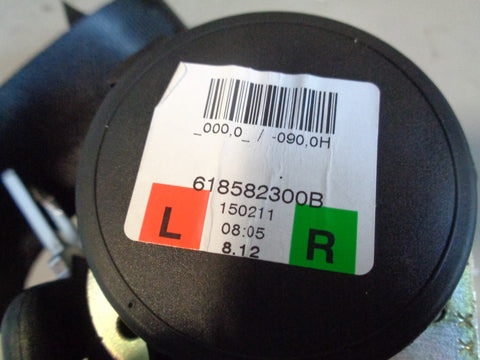 _000,0_ / -090,0H
618582300B
150211
L
08:05
R
8.12